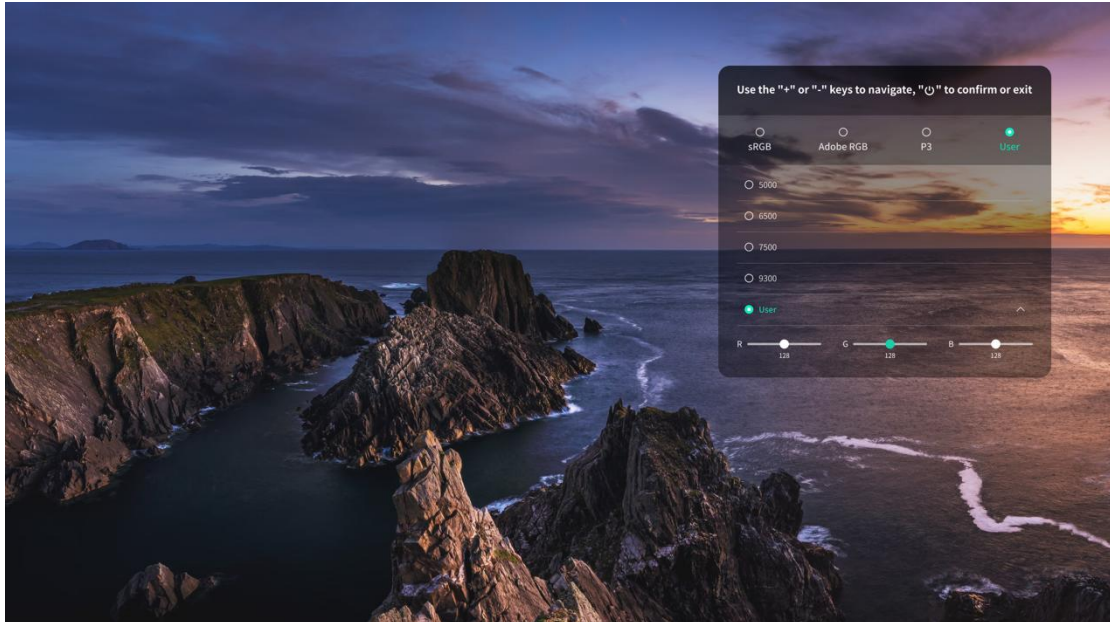 Use the "+" or "-" keys to navigate, "⏻" to confirm or exit
sRGB Adobe RGB P3 User
5000
6500
7500
9300
User
R G B
128 128 128